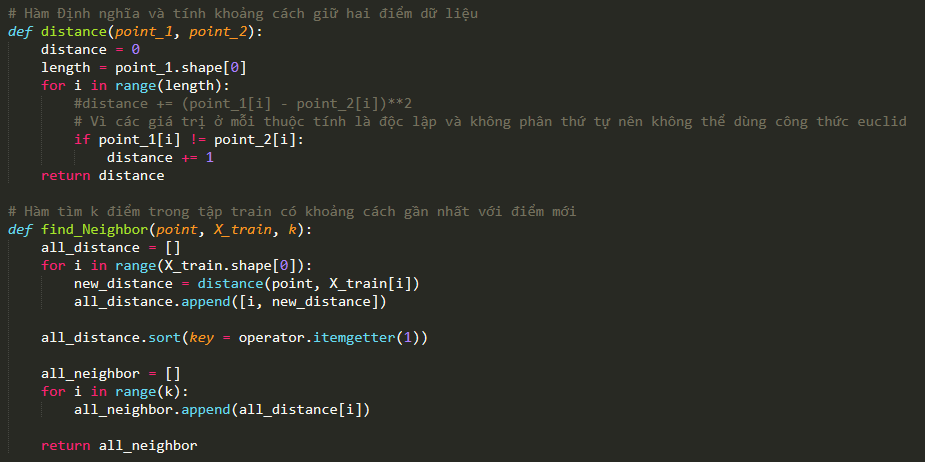 # Hàm Định nghĩa và tính khoảng cách giữ hai điểm dữ liệu
def distance(point_1, point_2):
    distance = 0
    length = point_1.shape[0]
    for i in range(length):
        #distance += (point_1[i] - point_2[i])**2
        # Vì các giá trị ở mỗi thuộc tính là độc lập và không phân thứ tự nên không thể dùng công thức euclid
        if point_1[i] != point_2[i]:
            distance += 1
    return distance
# Hàm tìm k điểm trong tập train có khoảng cách gần nhất với điểm mới
def find_Neighbor(point, X_train, k):
    all_distance = []
    for i in range(X_train.shape[0]):
        new_distance = distance(point, X_train[i])
        all_distance.append([i, new_distance])
    all_distance.sort(key = operator.itemgetter(1))
    all_neighbor = []
    for i in range(k):
        all_neighbor.append(all_distance[i])
    return all_neighbor